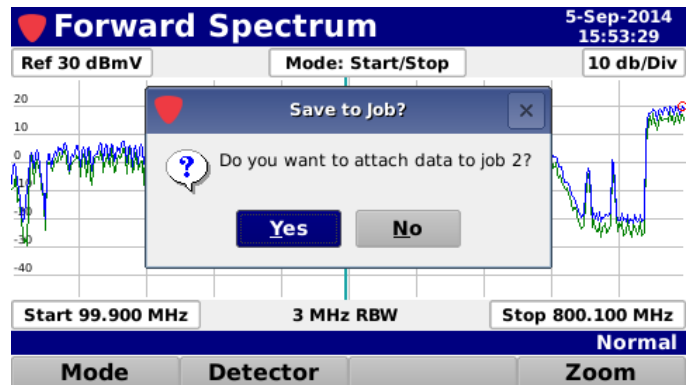 Forward Spectrum
5-Sep-2014
15:53:29
Ref 30 dBmV
Mode: Start/Stop
10 db/Div
20
Save to Job?
10
Do you want to attach data to job 2?
0
-10
-20
Yes No
-30
-40
Start 99.900 MHz
3 MHz RBW
Stop 800.100 MHz
Normal
Mode
Detector
Zoom